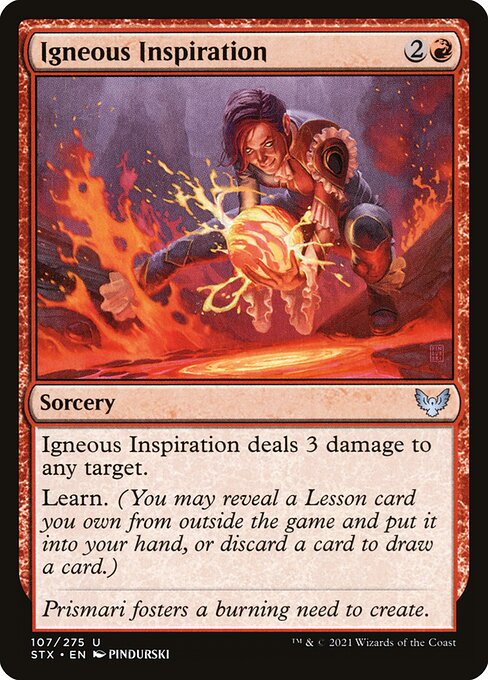 Igneous Inspiration 2
Sorcery
Igneous Inspiration deals 3 damage to
any target.
Learn. (You may reveal a Lesson card
you own from outside the game and put it
into your hand, or discard a card to draw
a card.)
Prismari fosters a burning need to create.
107/275 U
STX • EN PINDURSKI
™ & © 2021 Wizards of the Coast